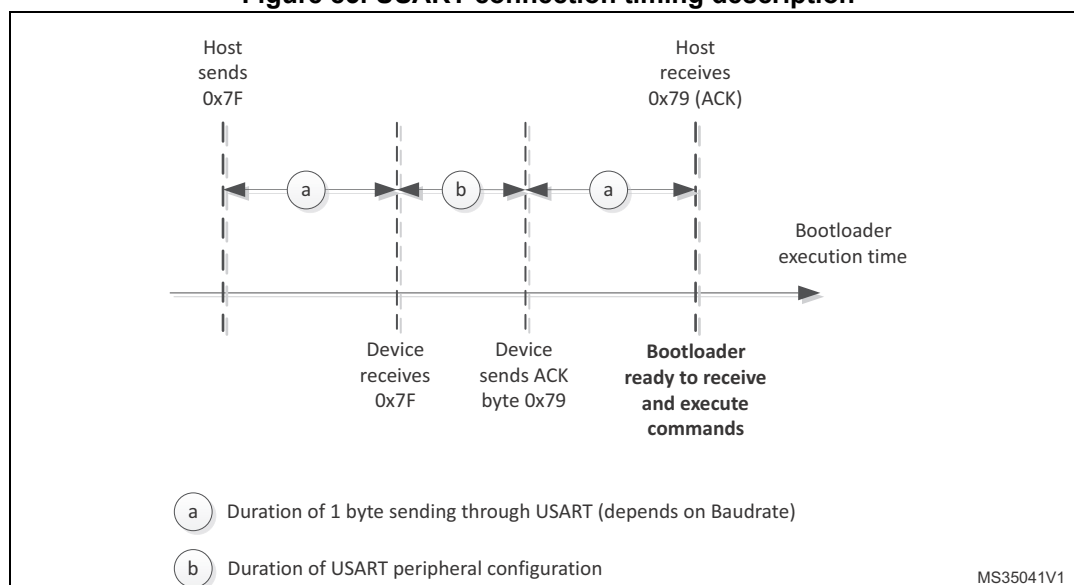 Figure USART connection timing description
Host
sends
0x7F
Host
receives
0x79 (ACK)
a
b
a
Bootloader
execution time
Device
receives
0x7F
Device
sends ACK
byte 0x79
Bootloader
ready to receive
and execute
commands
a Duration of 1 byte sending through USART (depends on Baudrate)
b Duration of USART peripheral configuration
MS35041V1